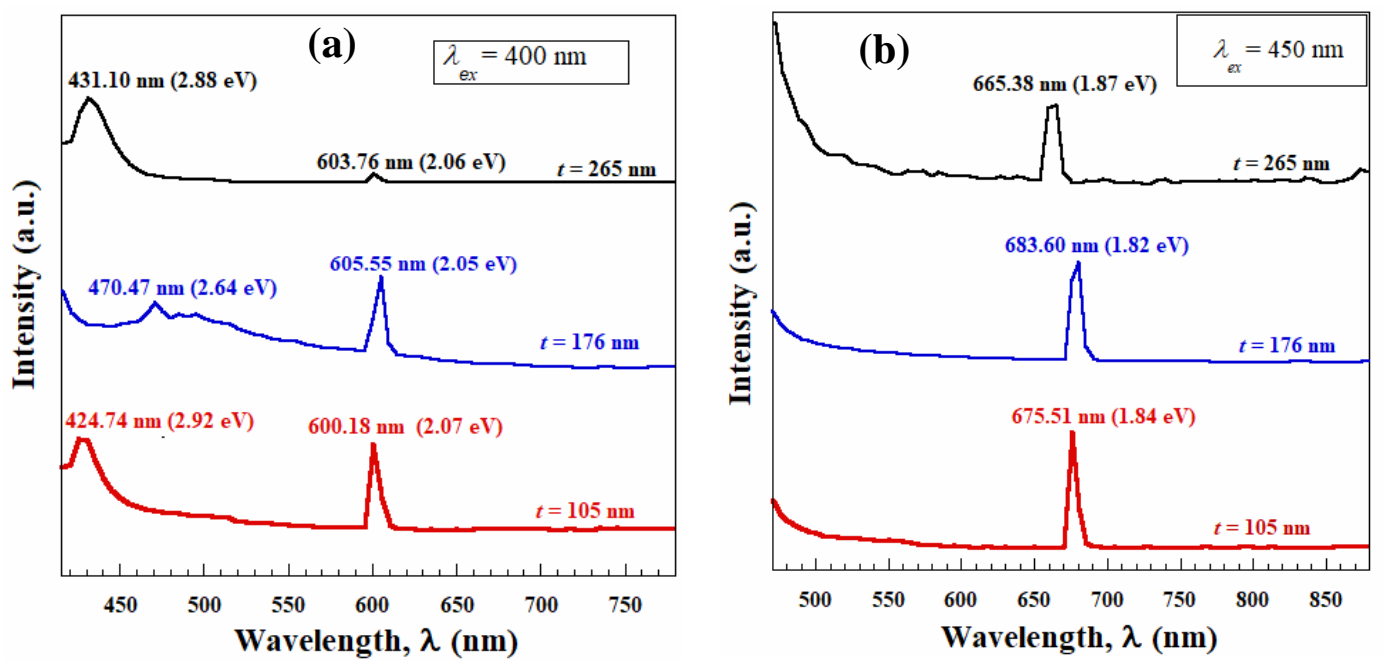 (a)
λex = 400 nm
431.10 nm (2.88 eV)
603.76 nm (2.06 eV)
t = 265 nm
605.55 nm (2.05 eV)
470.47 nm (2.64 eV)
t = 176 nm
424.74 nm (2.92 eV)
600.18 nm (2.07 eV)
t = 105 nm
Intensity (a.u.)
450 500 550 600 650 700 750
Wavelength, λ (nm)
(b)
λex = 450 nm
665.38 nm (1.87 eV)
t = 265 nm
683.60 nm (1.82 eV)
t = 176 nm
675.51 nm (1.84 eV)
t = 105 nm
Intensity (a.u.)
500 550 600 650 700 750 800 850
Wavelength, λ (nm)